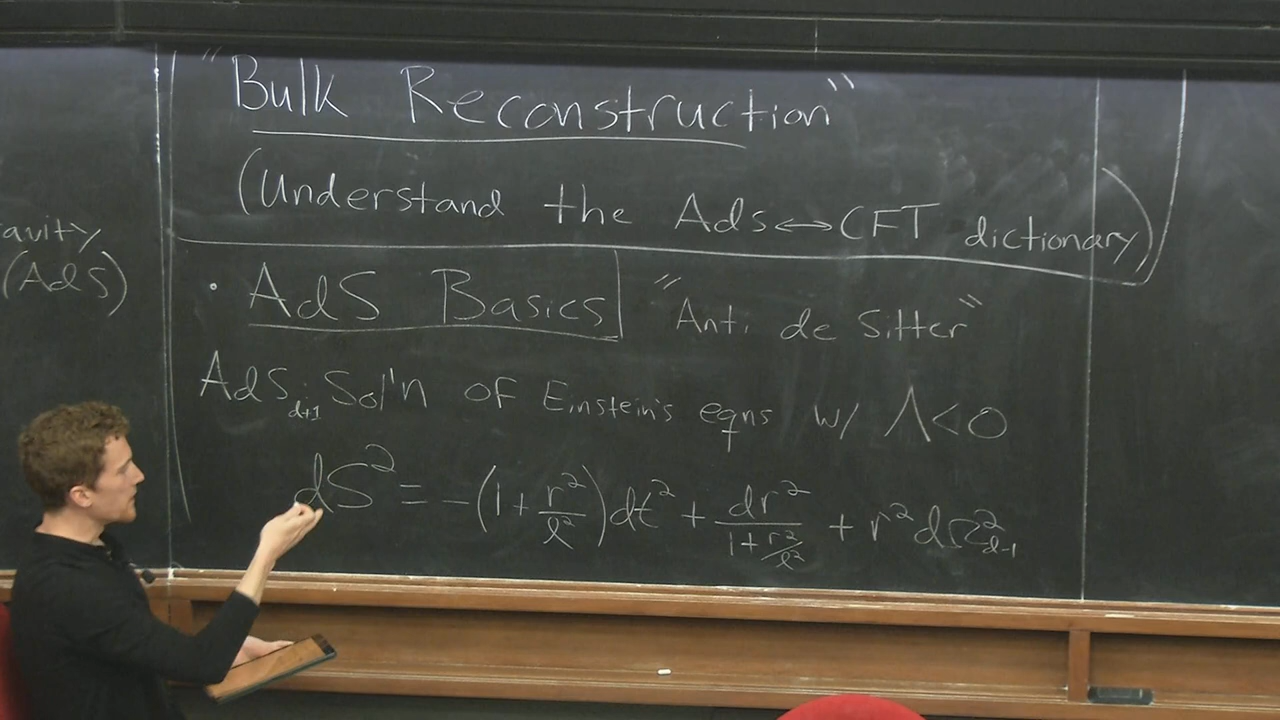 "Bulk Reconstruction"
(Understand the AdS↔CFT dictionary)
avity
(AdS)
• AdS Basics "Anti de Sitter"
AdS_{d+1}: Sol'n of Einstein's eqns w/ Λ<0
dS² = -(1+r²/ℓ²)dt² + dr²/(1+r²/ℓ²) + r²dΩ²_{d-1}